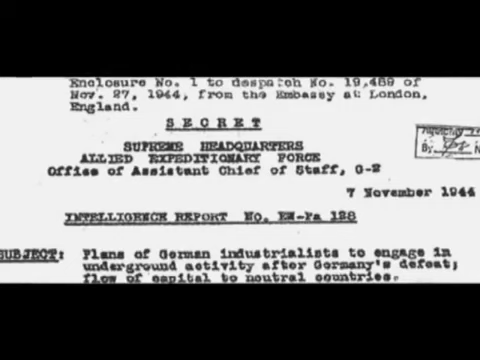 Enclosure No. 1 to despatch No. 19,489 of
Nov. 27, 1944, from the Embassy at London,
England.
SECRET
SUPREME HEADQUARTERS
ALLIED EXPEDITIONARY FORCE
Office of Assistant Chief of Staff, G-2
By
7 November 1944
INTELLIGENCE REPORT NO. EW-Pa 128
SUBJECT: Plans of German industrialists to engage in
underground activity after Germany's defeat;
flow of capital to neutral countries.